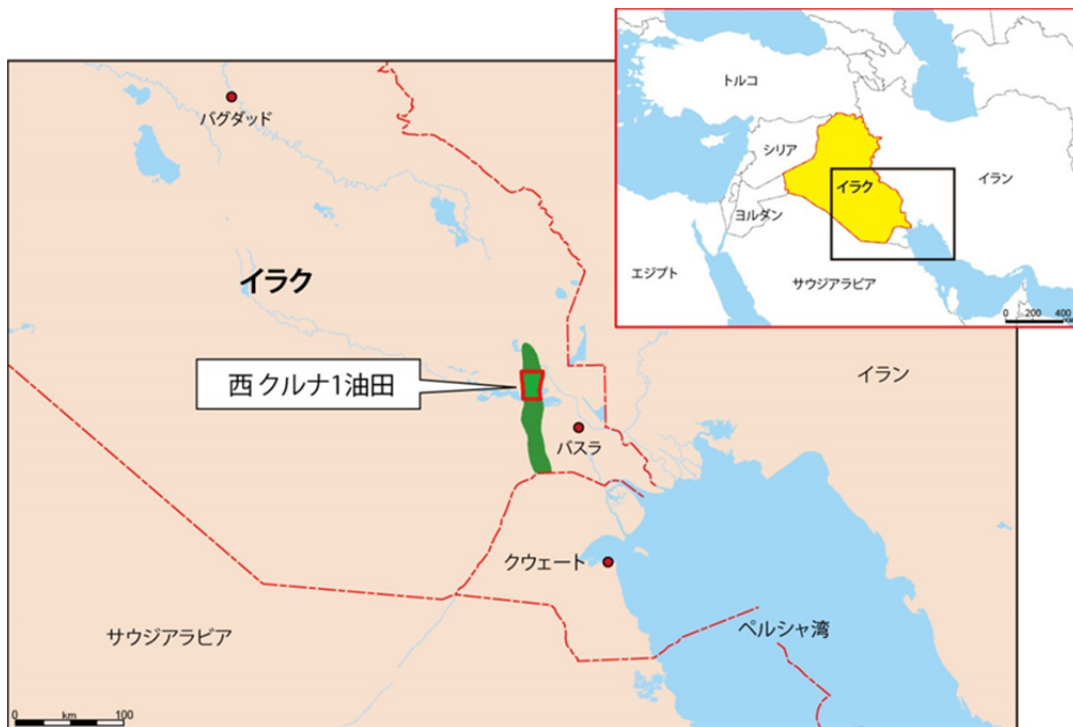 トルコ
シリア
イラク
イラン
ヨルダン
エジプト
サウジアラビア
0 200 400
バグダッド
イラク
西 クルナ1油田
イラン
バスラ
クウェート
サウジアラビア
ペルシャ湾
0 km 100